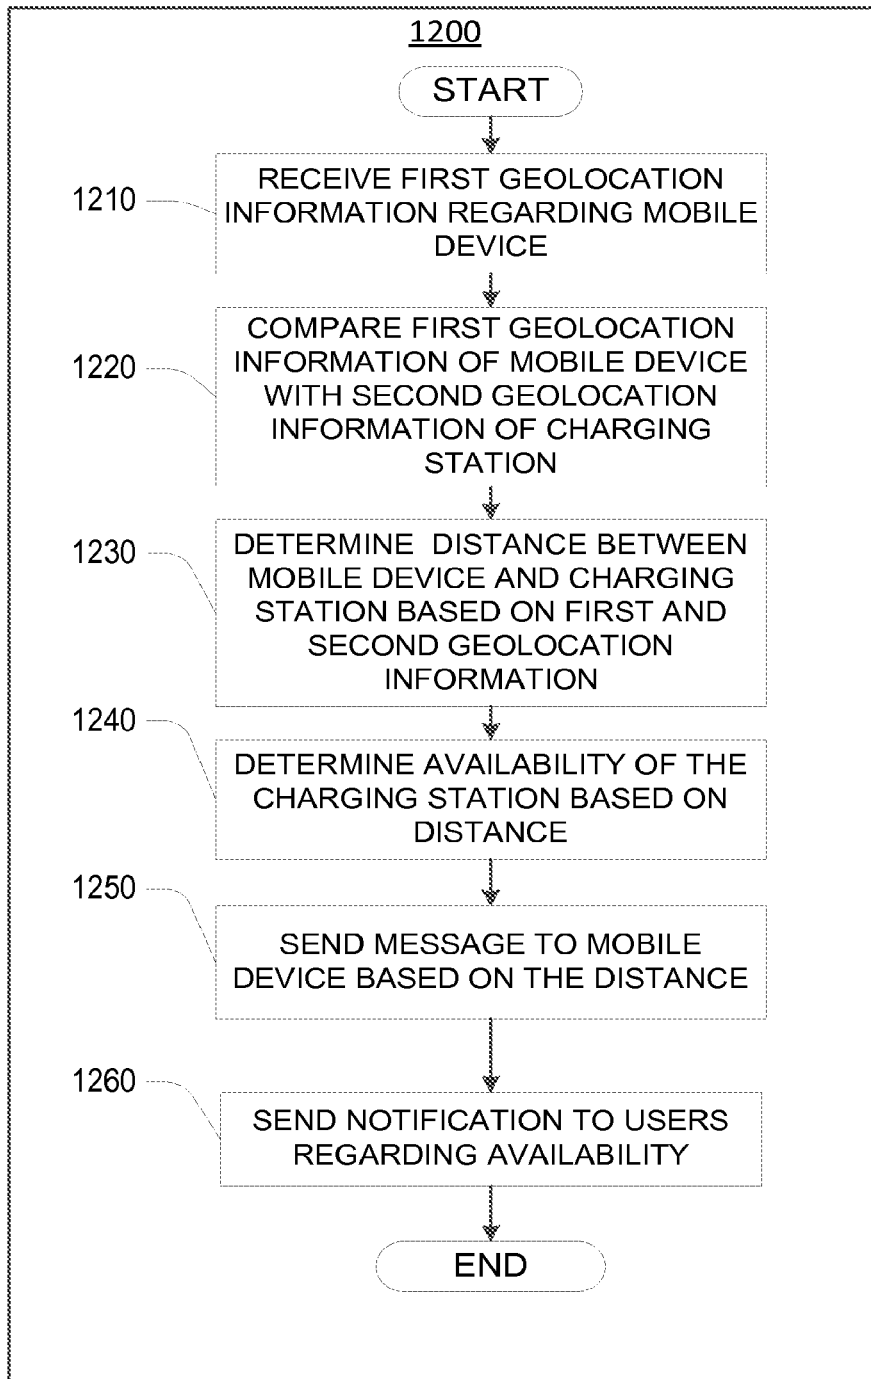 1200
START
1210
RECEIVE FIRST GEOLOCATION
INFORMATION REGARDING MOBILE
DEVICE
1220
COMPARE FIRST GEOLOCATION
INFORMATION OF MOBILE DEVICE
WITH SECOND GEOLOCATION
INFORMATION OF CHARGING
STATION
1230
DETERMINE DISTANCE BETWEEN
MOBILE DEVICE AND CHARGING
STATION BASED ON FIRST AND
SECOND GEOLOCATION
INFORMATION
1240
DETERMINE AVAILABILITY OF THE
CHARGING STATION BASED ON
DISTANCE
1250
SEND MESSAGE TO MOBILE
DEVICE BASED ON THE DISTANCE
1260
SEND NOTIFICATION TO USERS
REGARDING AVAILABILITY
END